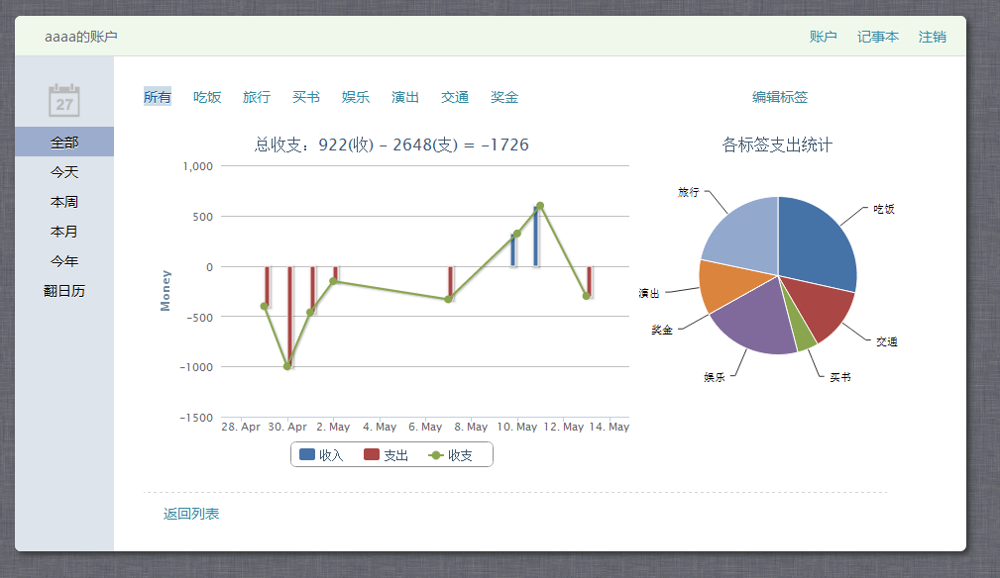 aaaa的账户 账户 记事本 注销
27
全部
今天
本周
本月
今年
翻日历
所有 吃饭 旅行 买书 娱乐 演出 交通 奖金 编辑标签
总收支：922(收) − 2648(支) = −1726
1,000
500
0
−500
−1000
−1500
Money
28. Apr 30. Apr 2. May 4. May 6. May 8. May 10. May 12. May 14. May
收入 支出 收支
各标签支出统计
旅行
吃饭
演出
奖金
交通
娱乐
买书
返回列表